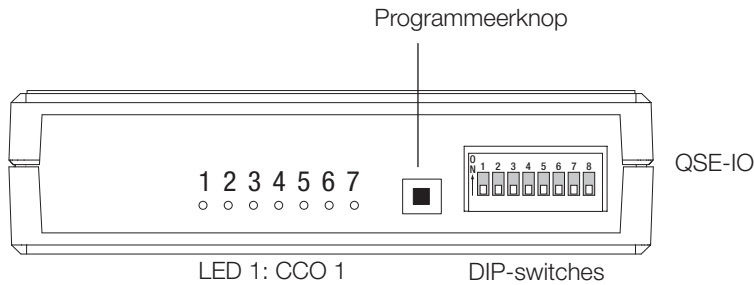 Programmeerknop
O
N
1 2 3 4 5 6 7 8
QSE-IO
1 2 3 4 5 6 7
LED 1: CCO 1
DIP-switches